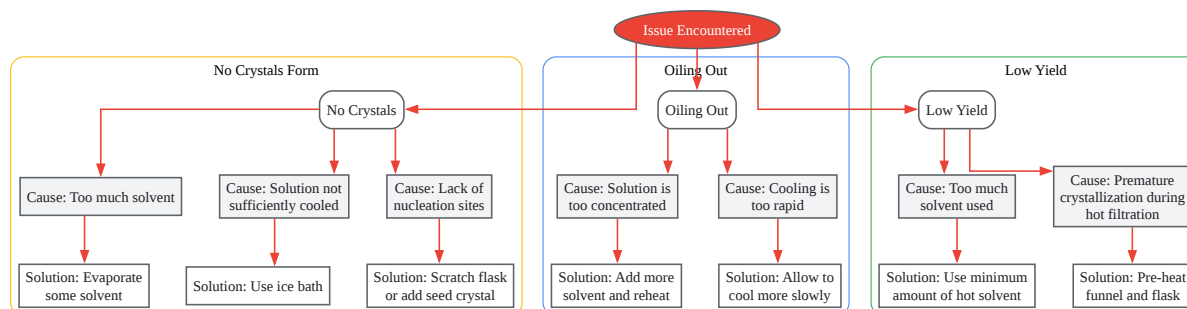 Issue Encountered
No Crystals Form
Oiling Out
Low Yield
No Crystals
Oiling Out
Low Yield
Cause: Too much solvent
Cause: Solution not
sufficiently cooled
Cause: Lack of
nucleation sites
Cause: Solution is
too concentrated
Cause: Cooling is
too rapid
Cause: Too much
solvent used
Cause: Premature
crystallization during
hot filtration
Solution: Evaporate
some solvent
Solution: Use ice bath
Solution: Scratch flask
or add seed crystal
Solution: Add more
solvent and reheat
Solution: Allow to
cool more slowly
Solution: Use minimum
amount of hot solvent
Solution: Pre-heat
funnel and flask